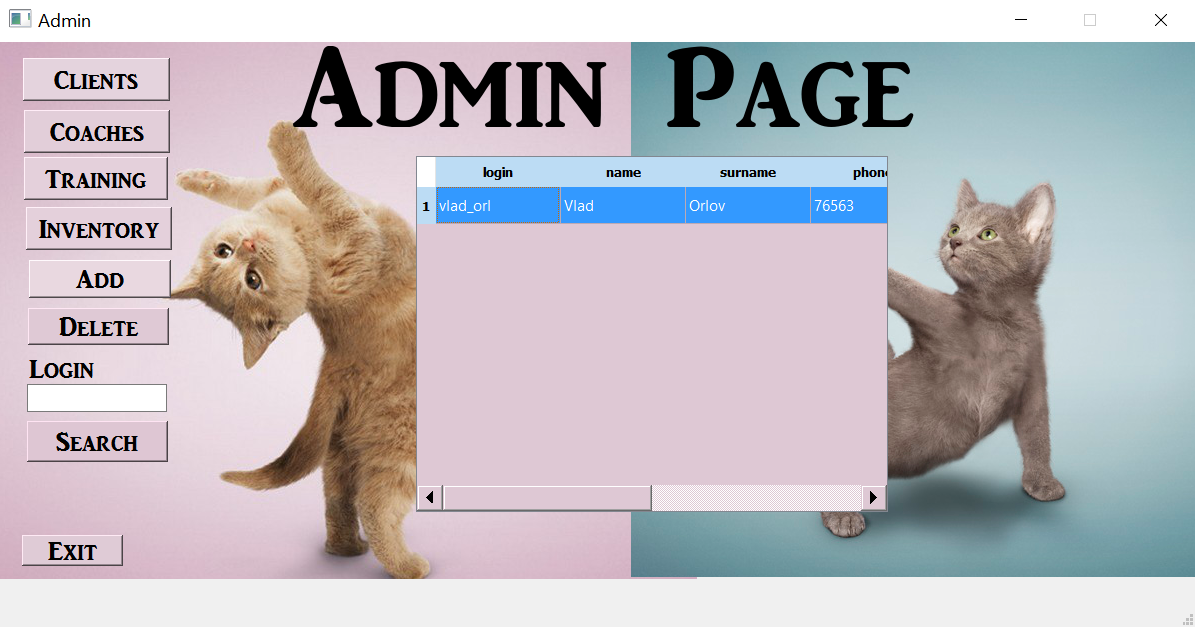 Admin
Admin Page
Clients
Coaches
Training
Inventory
Add
Delete
Login
Search
Exit
login name surname phon
1 vlad_orl Vlad Orlov 76563